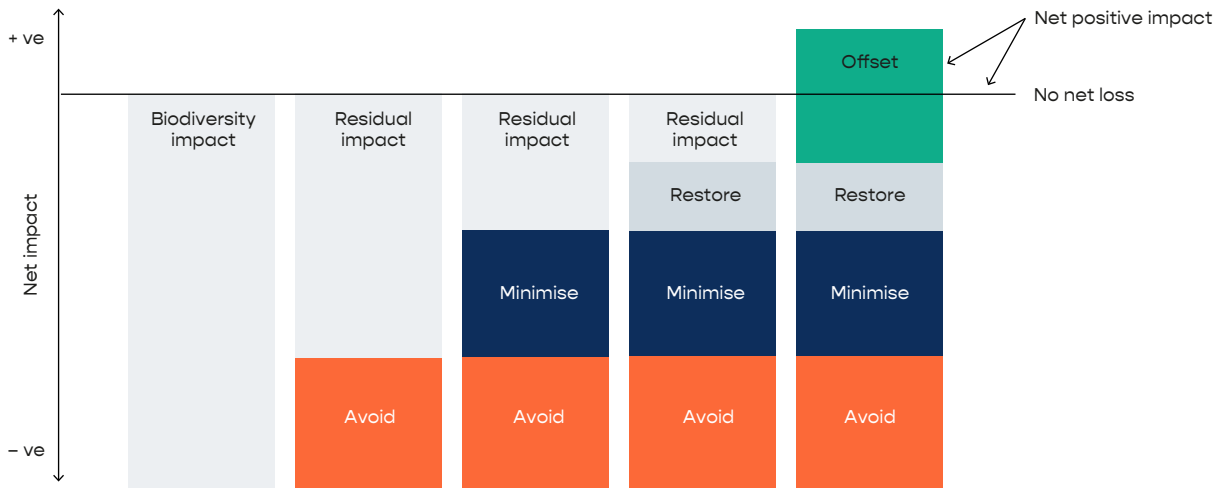 + ve
Net positive impact
Offset
No net loss
Biodiversity
impact
Residual
impact
Residual
impact
Residual
impact
Restore
Restore
Net impact
Minimise
Minimise
Minimise
Avoid
Avoid
Avoid
Avoid
– ve